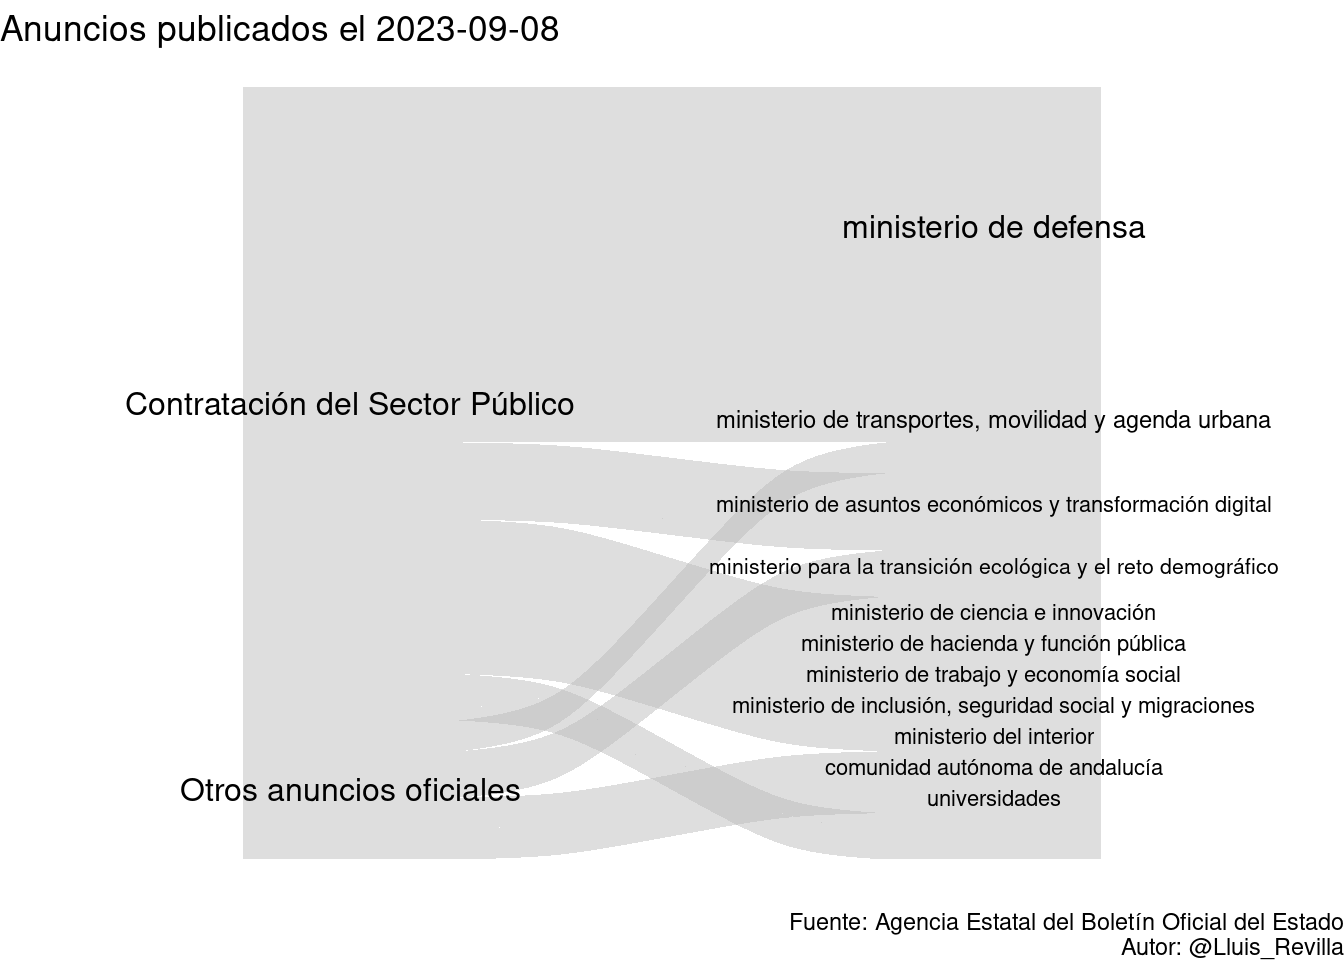 Anuncios publicados el 2023-09-08
ministerio de defensa
Contratación del Sector Público
ministerio de transportes, movilidad y agenda urbana
ministerio de asuntos económicos y transformación digital
ministerio para la transición ecológica y el reto demográfico
ministerio de ciencia e innovación
ministerio de hacienda y función pública
ministerio de trabajo y economía social
ministerio de inclusión, seguridad social y migraciones
ministerio del interior
comunidad autónoma de andalucía
Otros anuncios oficiales
universidades
Fuente: Agencia Estatal del Boletín Oficial del Estado
Autor: @Lluis_Revilla